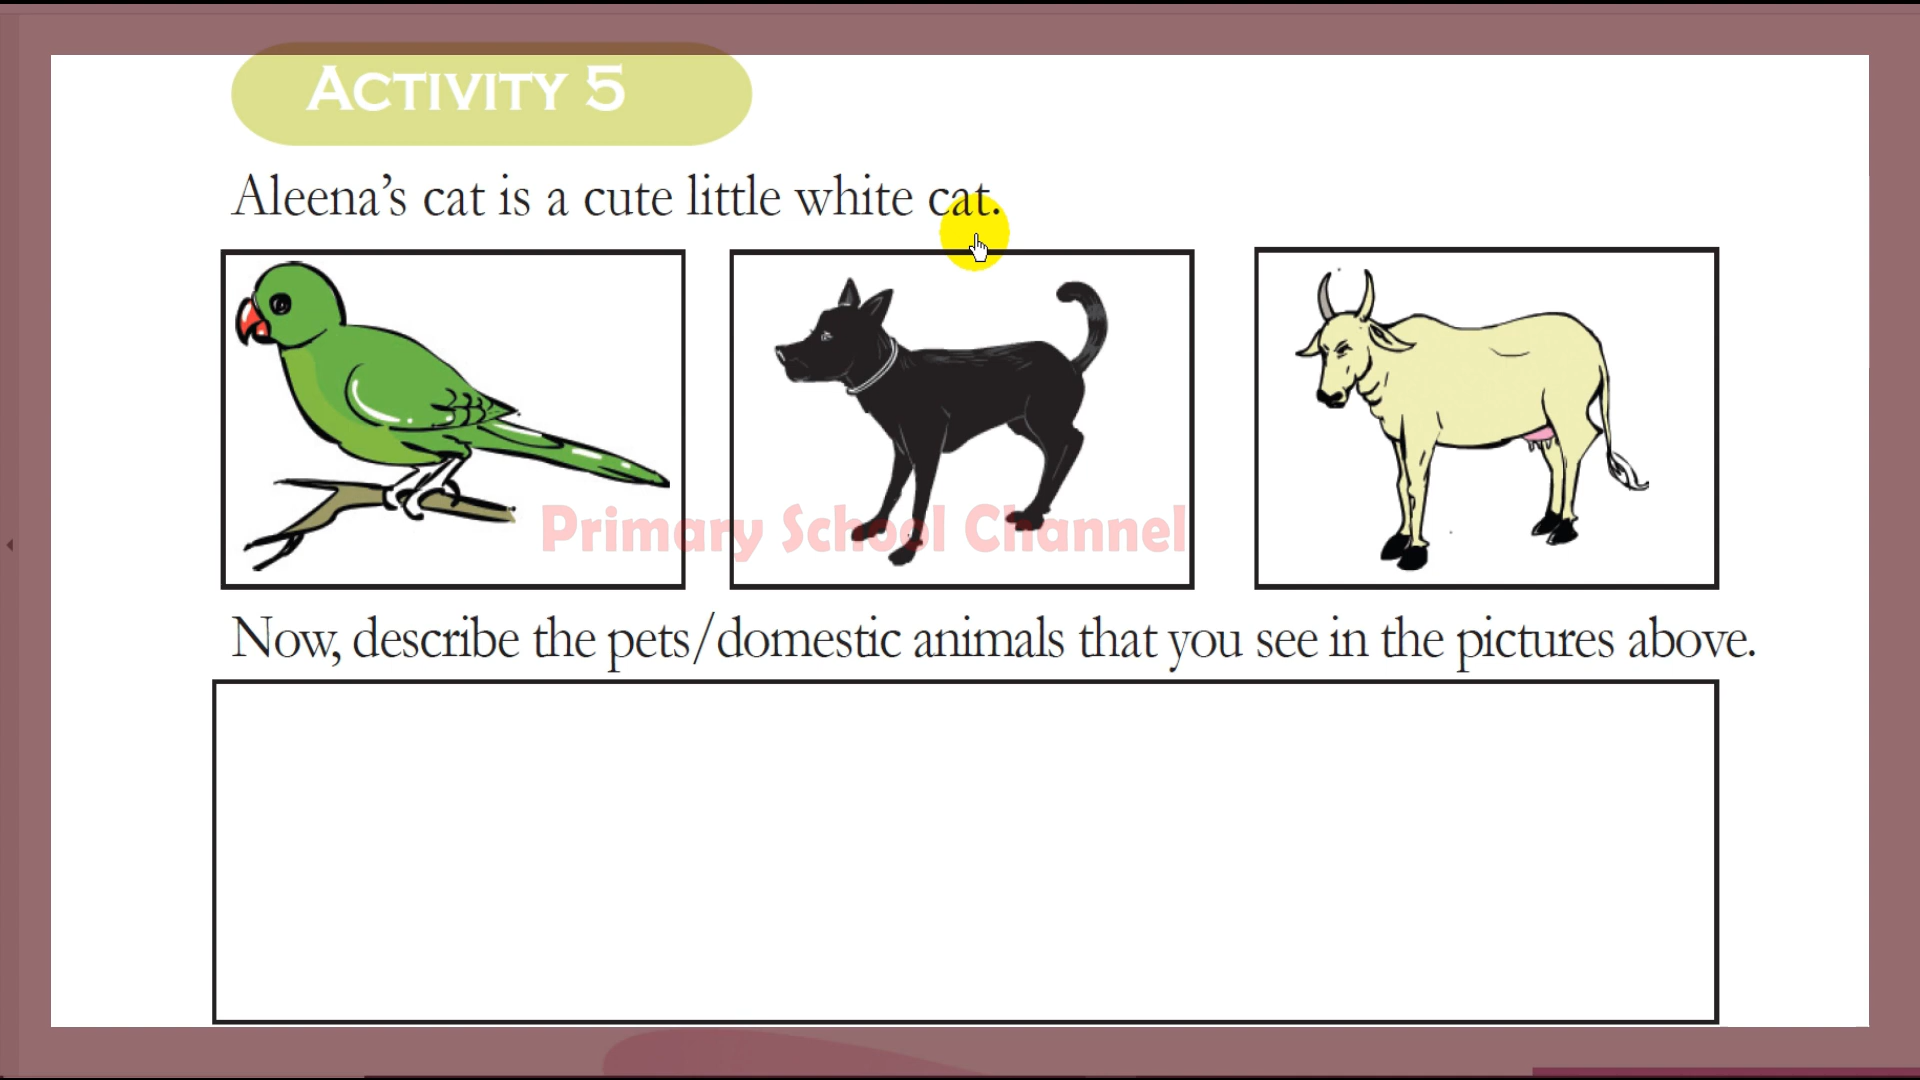 ACTIVITY 5
Aleena’s cat is a cute little white cat.
Primary School Channel
Now, describe the pets/domestic animals that you see in the pictures above.